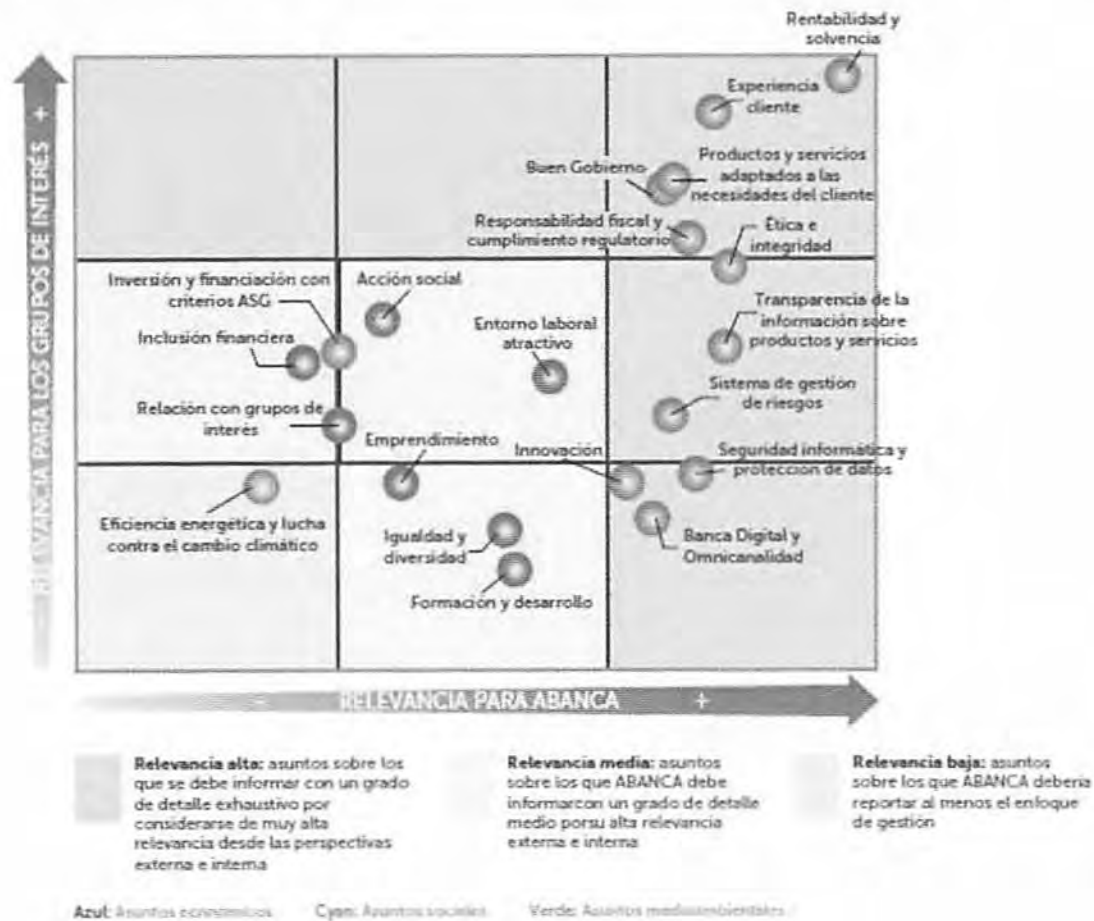 Rentabilidad y
solvencia
Experiencia
cliente
Buen Gobierno
Productos y servicios
adaptados a las
necesidades del cliente
Responsabilidad fiscal y
cumplimiento regulatorio
Ética e
integridad
Inversión y financiación con
criterios ASG
Acción social
Transparencia de la
información sobre
productos y servicios
Inclusión financiera
Entorno laboral
atractivo
Sistema de gestión
de riesgos
Relación con grupos de
interés
Emprendimiento
Innovación
Seguridad informática y
protección de datos
Eficiencia energética y lucha
contra el cambio climático
Igualdad y
diversidad
Banca Digital y
Omnicanalidad
Formación y desarrollo
RELEVANCIA PARA LOS GRUPOS DE INTERÉS +
- RELEVANCIA PARA ABANCA +
Relevancia alta: asuntos sobre los
que se debe informar con un grado
de detalle exhaustivo por
considerarse de muy alta
relevancia desde las perspectivas
externa e interna
Relevancia media: asuntos
sobre los que ABANCA debe
informarcon un grado de detalle
medio porsu alta relevancia
externa e interna
Relevancia baja: asuntos
sobre los que ABANCA debería
reportar al menos el enfoque
de gestión
Azul: Asuntos económicos Cyan: Asuntos sociales Verde: Asuntos medioambientales